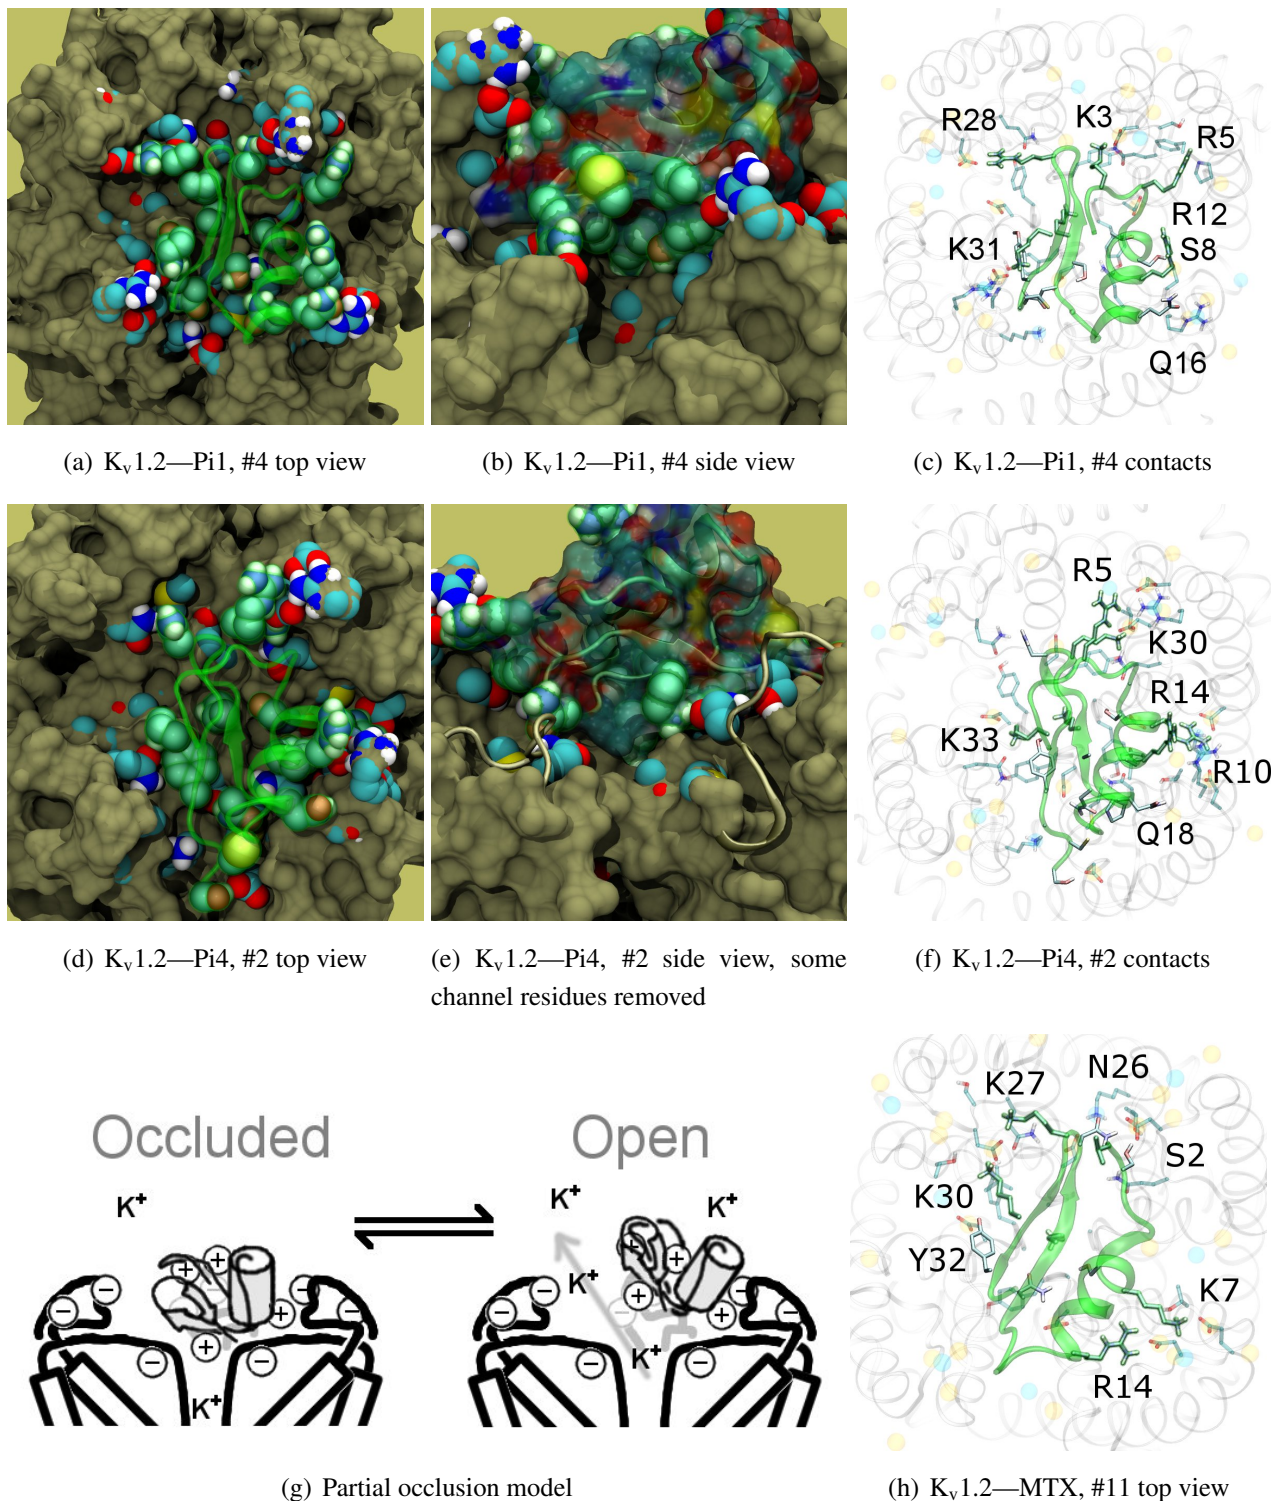 R28
K3
R5
R12
S8
K31
Q16
(a) Kv1.2—Pi1, #4 top view
(b) Kv1.2—Pi1, #4 side view
(c) Kv1.2—Pi1, #4 contacts
R5
K30
R14
K33
R10
Q18
(d) Kv1.2—Pi4, #2 top view
(e) Kv1.2—Pi4, #2 side view, some
channel residues removed
(f) Kv1.2—Pi4, #2 contacts
Occluded
Open
K+
K+
K+
K+
K+
+
+
+
+
−
−
−
−
−
−
+
+
+
+
−
−
−
−
−
−
K27
N26
S2
K30
Y32
K7
R14
(g) Partial occlusion model
(h) Kv1.2—MTX, #11 top view